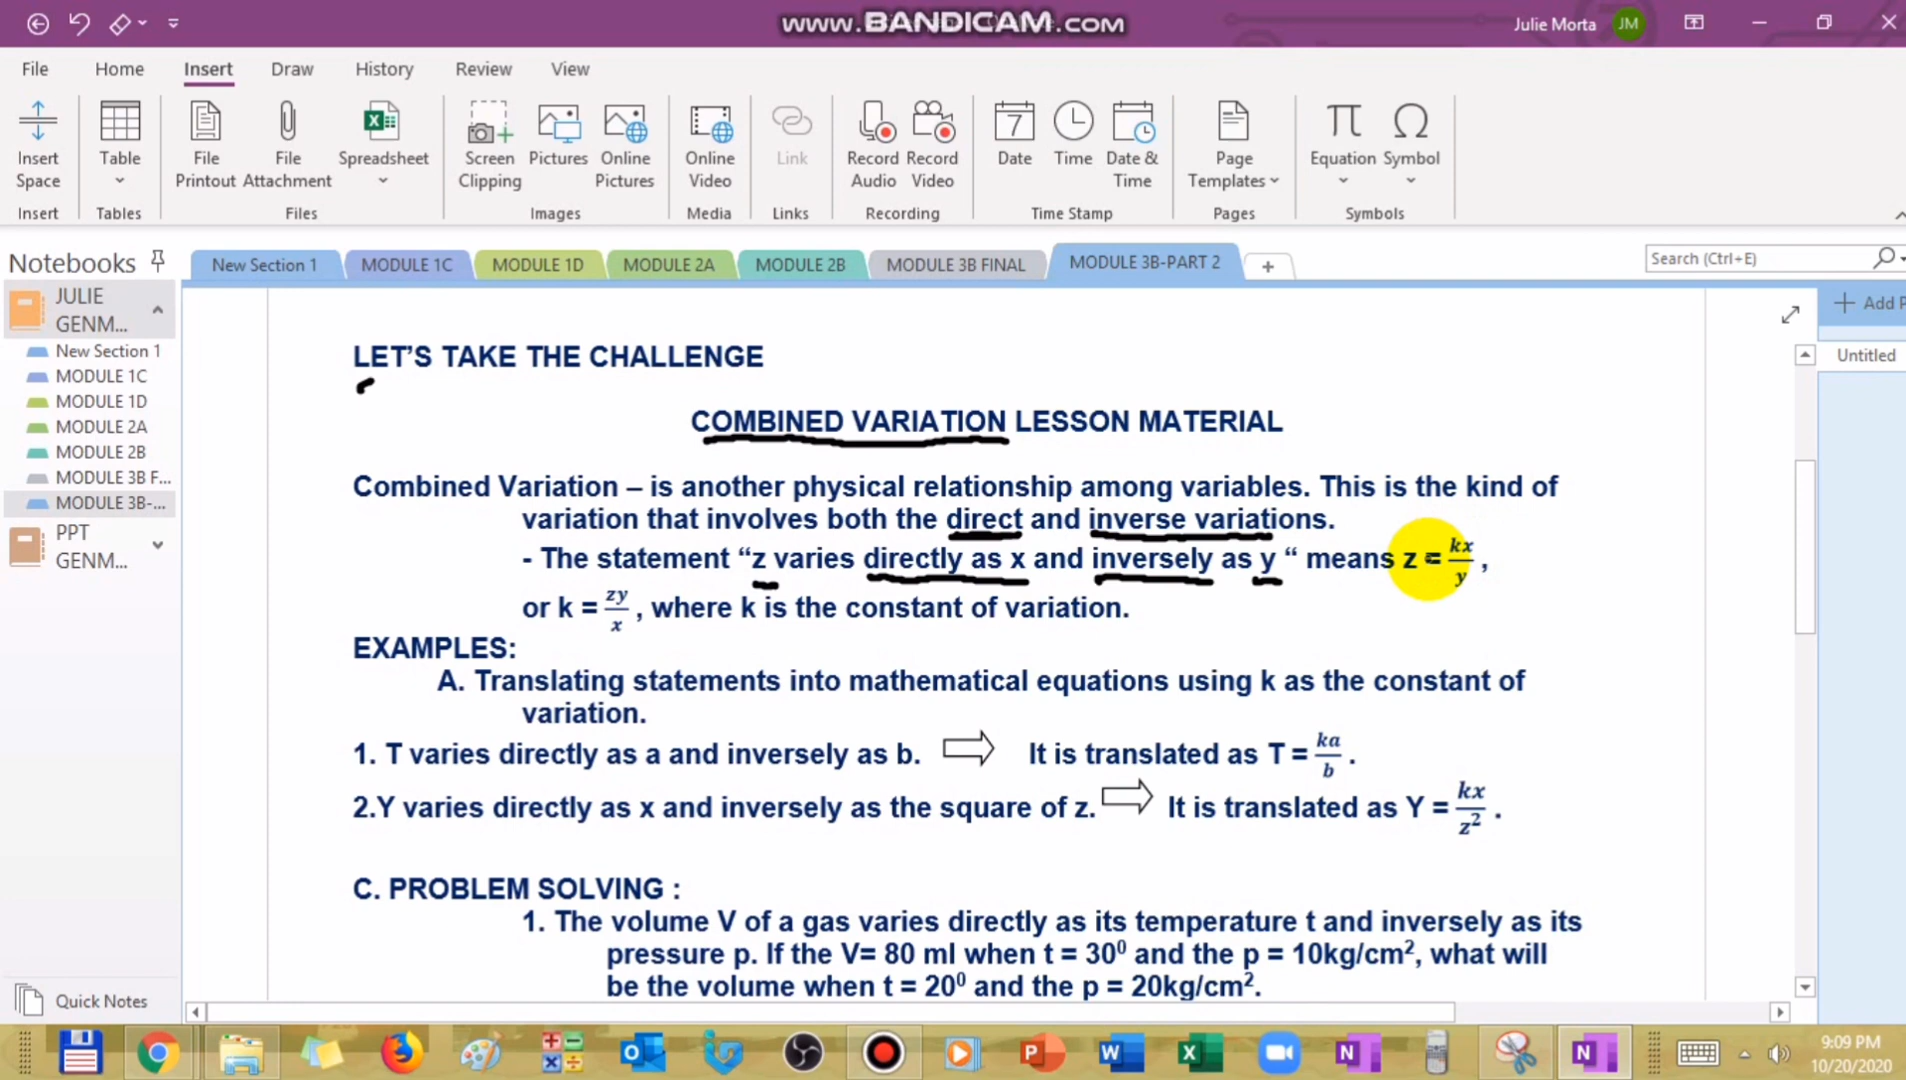 www.BANDICAM.com
Julie Morta JM
File Home Insert Draw History Review View
Insert Space
Table
File Printout
File Attachment
Spreadsheet
Screen Clipping
Pictures
Online Pictures
Online Video
Link
Record Audio
Record Video
Date
Time
Date & Time
Page Templates
Equation
Symbol
Insert Tables Files Images Media Links Recording Time Stamp Pages Symbols
Notebooks
New Section 1 MODULE 1C MODULE 1D MODULE 2A MODULE 2B MODULE 3B FINAL MODULE 3B-PART 2 +
Search (Ctrl+E)
JULIE
GENM...
New Section 1
MODULE 1C
MODULE 1D
MODULE 2A
MODULE 2B
MODULE 3B F...
MODULE 3B-...
PPT
GENM...
Quick Notes
Add P
Untitled
LET'S TAKE THE CHALLENGE
COMBINED VARIATION LESSON MATERIAL
Combined Variation – is another physical relationship among variables. This is the kind of
variation that involves both the direct and inverse variations.
- The statement “z varies directly as x and inversely as y “ means z = kx/y ,
or k = zy/x , where k is the constant of variation.
EXAMPLES:
A. Translating statements into mathematical equations using k as the constant of
variation.
1. T varies directly as a and inversely as b. ⇨ It is translated as T = ka/b .
2.Y varies directly as x and inversely as the square of z. ⇨ It is translated as Y = kx/z² .
C. PROBLEM SOLVING :
1. The volume V of a gas varies directly as its temperature t and inversely as its
pressure p. If the V= 80 ml when t = 30⁰ and the p = 10kg/cm², what will
be the volume when t = 20⁰ and the p = 20kg/cm².
9:09 PM
10/20/2020